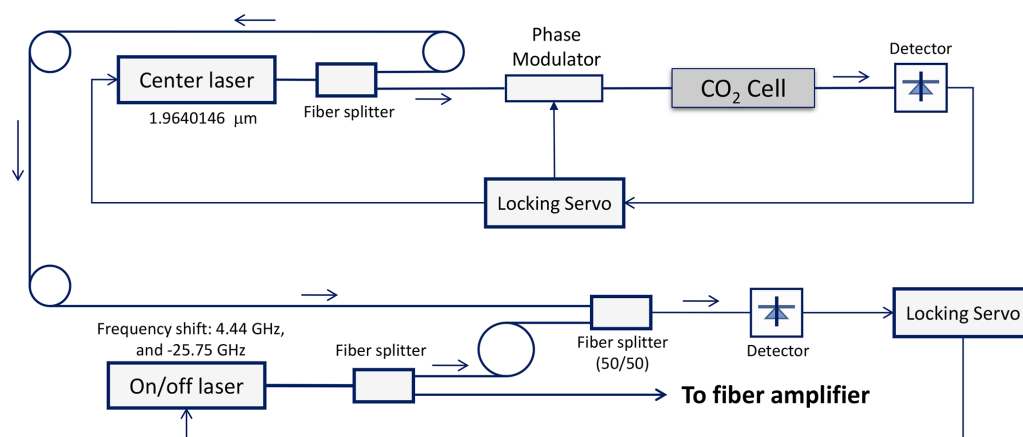 Phase
Modulator
Detector
Center laser
CO₂ Cell
Fiber splitter
1.9640146 μm
Locking Servo
Frequency shift: 4.44 GHz,
and -25.75 GHz
Fiber splitter
Fiber splitter
(50/50)
Detector
Locking Servo
On/off laser
To fiber amplifier